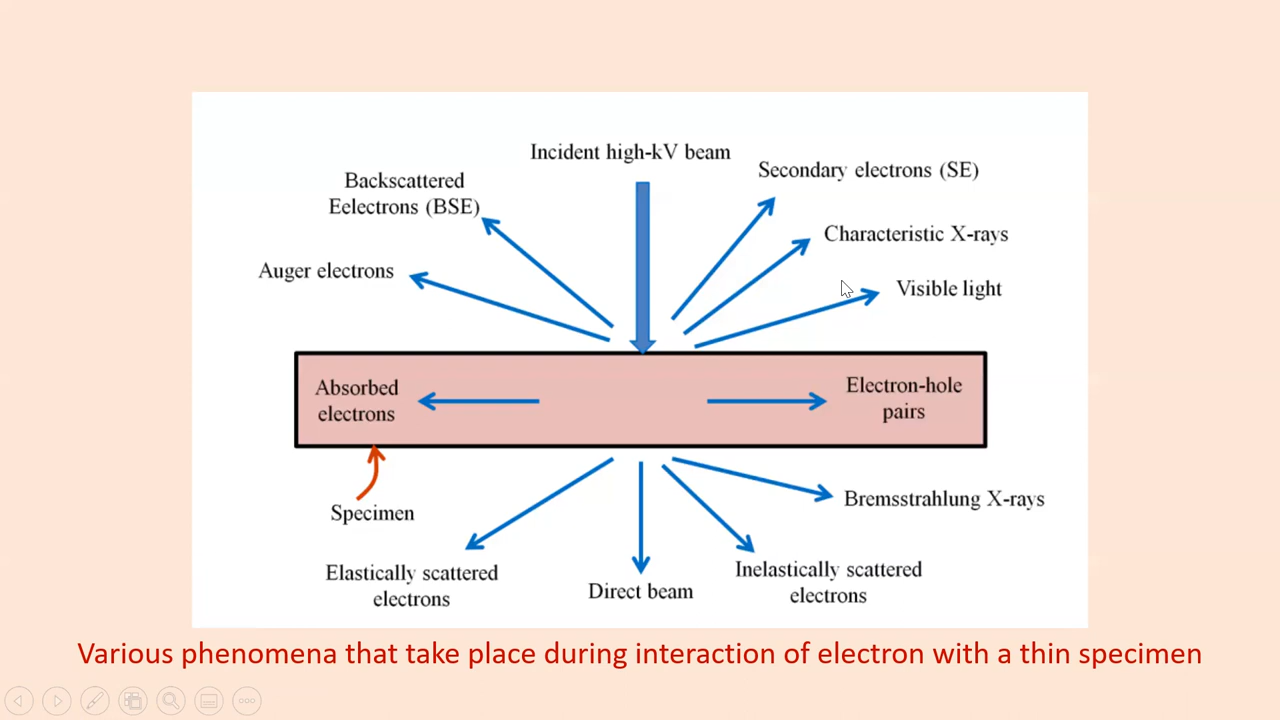 Incident high-kV beam
Backscattered
Eelectrons (BSE)
Secondary electrons (SE)
Characteristic X-rays
Auger electrons
Visible light
Absorbed
electrons
Electron-hole
pairs
Specimen
Bremsstrahlung X-rays
Elastically scattered
electrons
Direct beam
Inelastically scattered
electrons
Various phenomena that take place during interaction of electron with a thin specimen